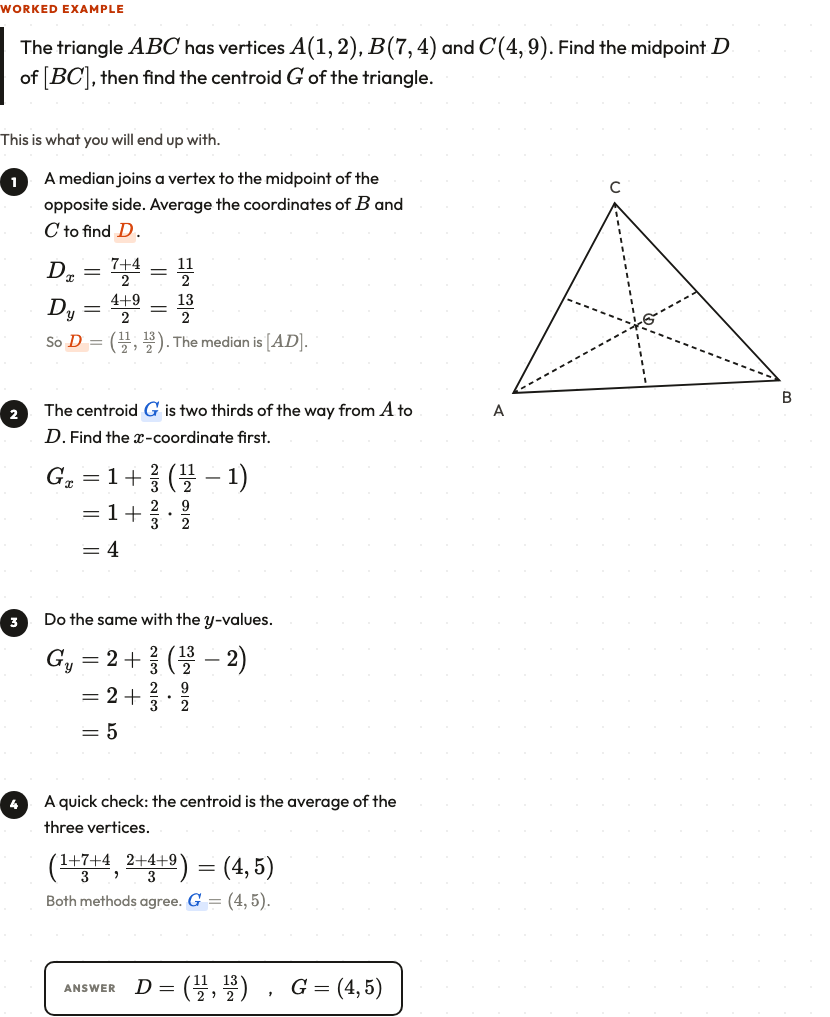 WORKED EXAMPLE
The triangle ABC has vertices A(1, 2), B(7, 4) and C(4, 9). Find the midpoint D
of [BC], then find the centroid G of the triangle.
This is what you will end up with.
1 A median joins a vertex to the midpoint of the
opposite side. Average the coordinates of B and
C to find D.
D_x = (7+4)/2 = 11/2
D_y = (4+9)/2 = 13/2
So D = (11/2, 13/2). The median is [AD].
2 The centroid G is two thirds of the way from A to
D. Find the x-coordinate first.
G_x = 1 + 2/3 (11/2 − 1)
= 1 + 2/3 · 9/2
= 4
3 Do the same with the y-values.
G_y = 2 + 2/3 (13/2 − 2)
= 2 + 2/3 · 9/2
= 5
4 A quick check: the centroid is the average of the
three vertices.
((1+7+4)/3, (2+4+9)/3) = (4, 5)
Both methods agree. G = (4, 5).
ANSWER D = (11/2, 13/2) , G = (4, 5)
C
G
A
B